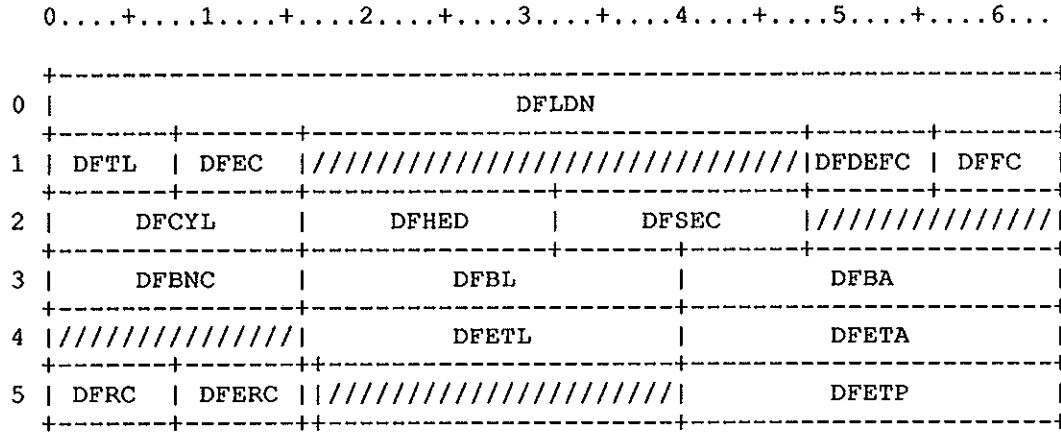 0....+....1....+....2....+....3....+....4....+....5....+....6...
+---------------------------------------------------------------+
0 | DFLDN |
+-------+-------+-------------------------------+-------+-------+
1 | DFTL | DFEC |///////////////////////////////|DFDEFC | DFFC |
+-------+-------+---------------+---------------+-------+-------+
2 | DFCYL | DFHED | DFSEC |///////////////|
+---------------+---------------+-------+-------+---------------+
3 | DFBNC | DFBL | DFBA |
+---------------+-----------------------+-----------------------+
4 |///////////////| DFETL | DFETA |
+-------+-------++----------------------+-----------------------+
5 | DFRC | DFERC ||//////////////////////| DFETP |
+-------+-------++----------------------+-----------------------+